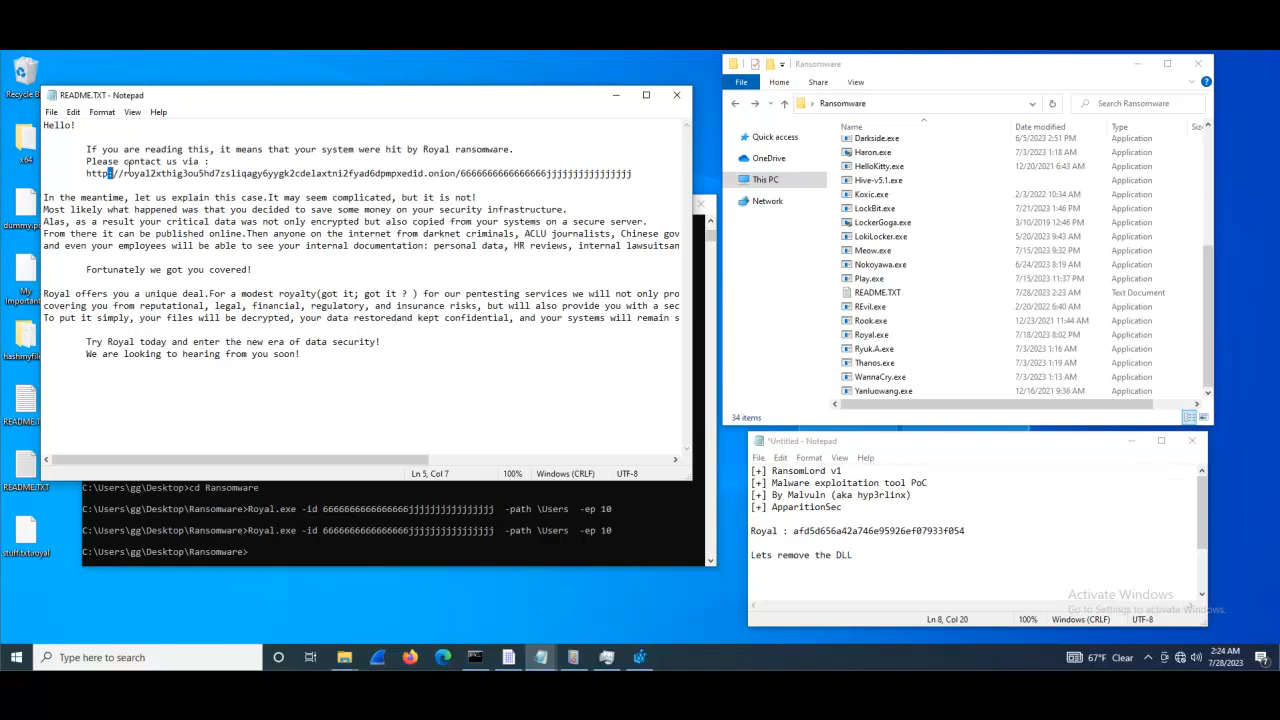 Recycle B
x64
dummy.ps
My
Important
hashmyfil
README.T
README.TXT
stuff.txt.royal
README.TXT - Notepad
File Edit Format View Help
Hello!
If you are reading this, it means that your system were hit by Royal ransomware.
Please contact us via :
http://royal2xthig3ou5hd7zsliqagy6yygk2cdelaxtni2fyad6dpmpxedid.onion/6666666666666666jjjjjjjjjjjjjjjj
In the meantime, let us explain this case.It may seem complicated, but it is not!
Most likely what happened was that you decided to save some money on your security infrastructure.
Alas, as a result your critical data was not only encrypted but also copied from your systems on a secure server.
From there it can be published online.Then anyone on the internet from darknet criminals, ACLU journalists, Chinese gov
and even your employees will be able to see your internal documentation: personal data, HR reviews, internal lawsuitsan
Fortunately we got you covered!
Royal offers you a unique deal.For a modest royalty(got it; got it ? ) for our pentesting services we will not only pro
covering you from reputational, legal, financial, regulatory, and insurance risks, but will also provide you with a sec
To put it simply, your files will be decrypted, your data restoredand kept confidential, and your systems will remain s
Try Royal today and enter the new era of data security!
We are looking to hearing from you soon!
Ln 5, Col 7 100% Windows (CRLF) UTF-8
C:\Users\gg\Desktop>cd Ransomware
C:\Users\gg\Desktop\Ransomware>Royal.exe -id 6666666666666666jjjjjjjjjjjjjjjj -path \Users -ep 10
C:\Users\gg\Desktop\Ransomware>Royal.exe -id 6666666666666666jjjjjjjjjjjjjjjj -path \Users -ep 10
C:\Users\gg\Desktop\Ransomware>
Ransomware
File Home Share View
Ransomware
Search Ransomware
Quick access
OneDrive
This PC
Network
Name Date modified Type Siz
Darkside.exe 6/5/2023 2:51 PM Application
Haron.exe 7/3/2023 1:18 AM Application
HelloKitty.exe 12/20/2021 6:43 AM Application
Hive-v5.1.exe Application
Koxic.exe 3/2/2022 10:34 AM Application
LockBit.exe 7/21/2023 1:46 PM Application
LockerGoga.exe 3/10/2019 12:46 PM Application
LokiLocker.exe 5/20/2023 9:43 AM Application
Meow.exe 7/15/2023 9:32 PM Application
Nokoyawa.exe 6/24/2023 8:19 AM Application
Play.exe 7/15/2023 11:37 PM Application
README.TXT 7/28/2023 2:23 AM Text Document
REvil.exe 2/2/2022 6:40 AM Application
Rook.exe 12/23/2021 11:44 AM Application
Royal.exe 7/18/2023 8:02 PM Application
Ryuk.A.exe 7/3/2023 1:16 AM Application
Thanos.exe 7/3/2023 1:19 AM Application
WannaCry.exe 7/3/2023 1:13 AM Application
Yanluowang.exe 12/16/2021 9:36 AM Application
34 items
*Untitled - Notepad
File Edit Format View Help
[+] RansomLord v1
[+] Malware exploitation tool PoC
[+] By Malvuln (aka hyp3rlinx)
[+] ApparitionSec
Royal : afd5d656a42a746e95926ef07933f054
Lets remove the DLL
Activate Windows
Go to Settings to activate Windows.
Ln 8, Col 20 100% Windows (CRLF) UTF-8
Type here to search
67°F Clear
2:24 AM
7/28/2023